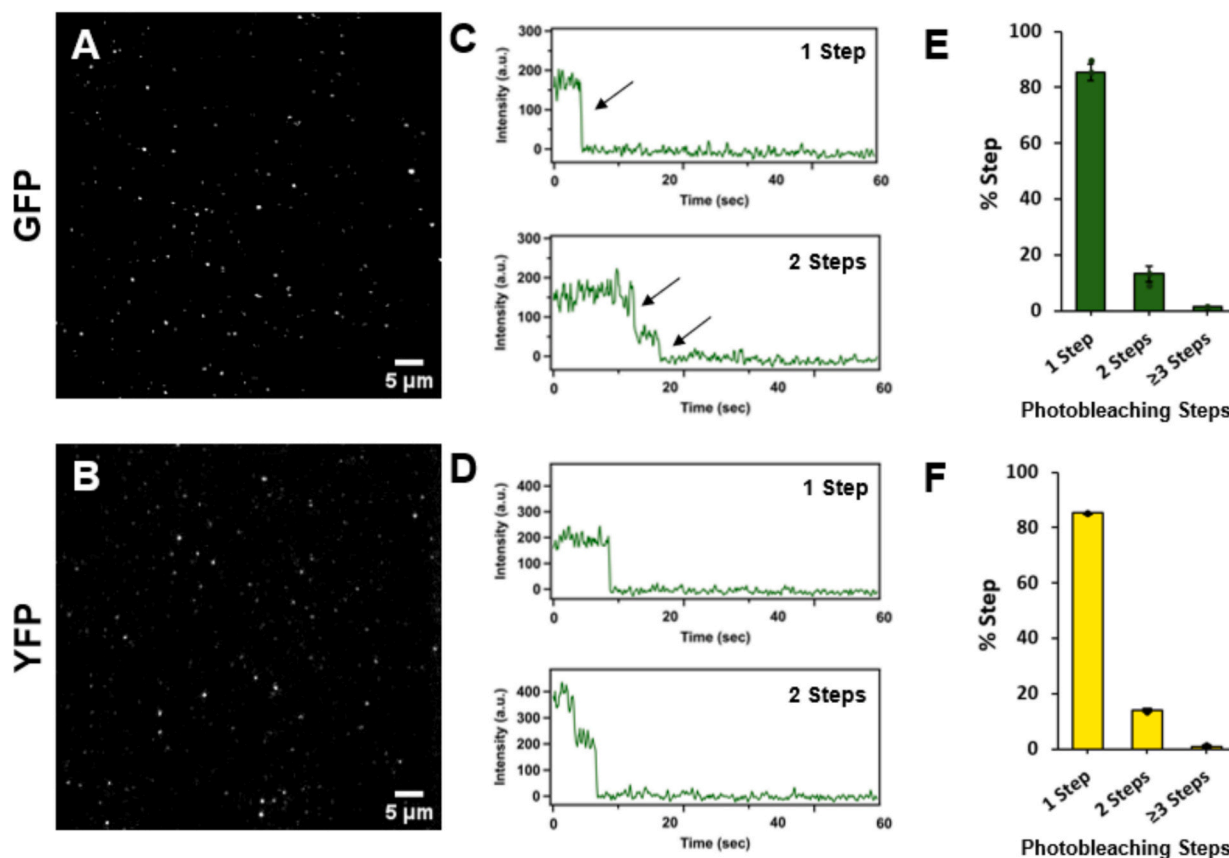 GFP
A
5 µm
C
300
200
100
0
Intensity (a.u.)
1 Step
0
20
40
60
Time (sec)
300
200
100
0
Intensity (a.u.)
2 Steps
0
20
40
60
Time (sec)
E
100
80
60
40
20
0
% Step
1 Step
2 Steps
≥3 Steps
Photobleaching Steps
YFP
B
5 µm
D
400
300
200
100
0
Intensity (a.u.)
1 Step
0
20
40
60
Time (sec)
400
300
200
100
0
Intensity (a.u.)
2 Steps
0
20
40
60
Time (sec)
F
100
80
60
40
20
0
% Step
1 Step
2 Steps
≥3 Steps
Photobleaching Steps